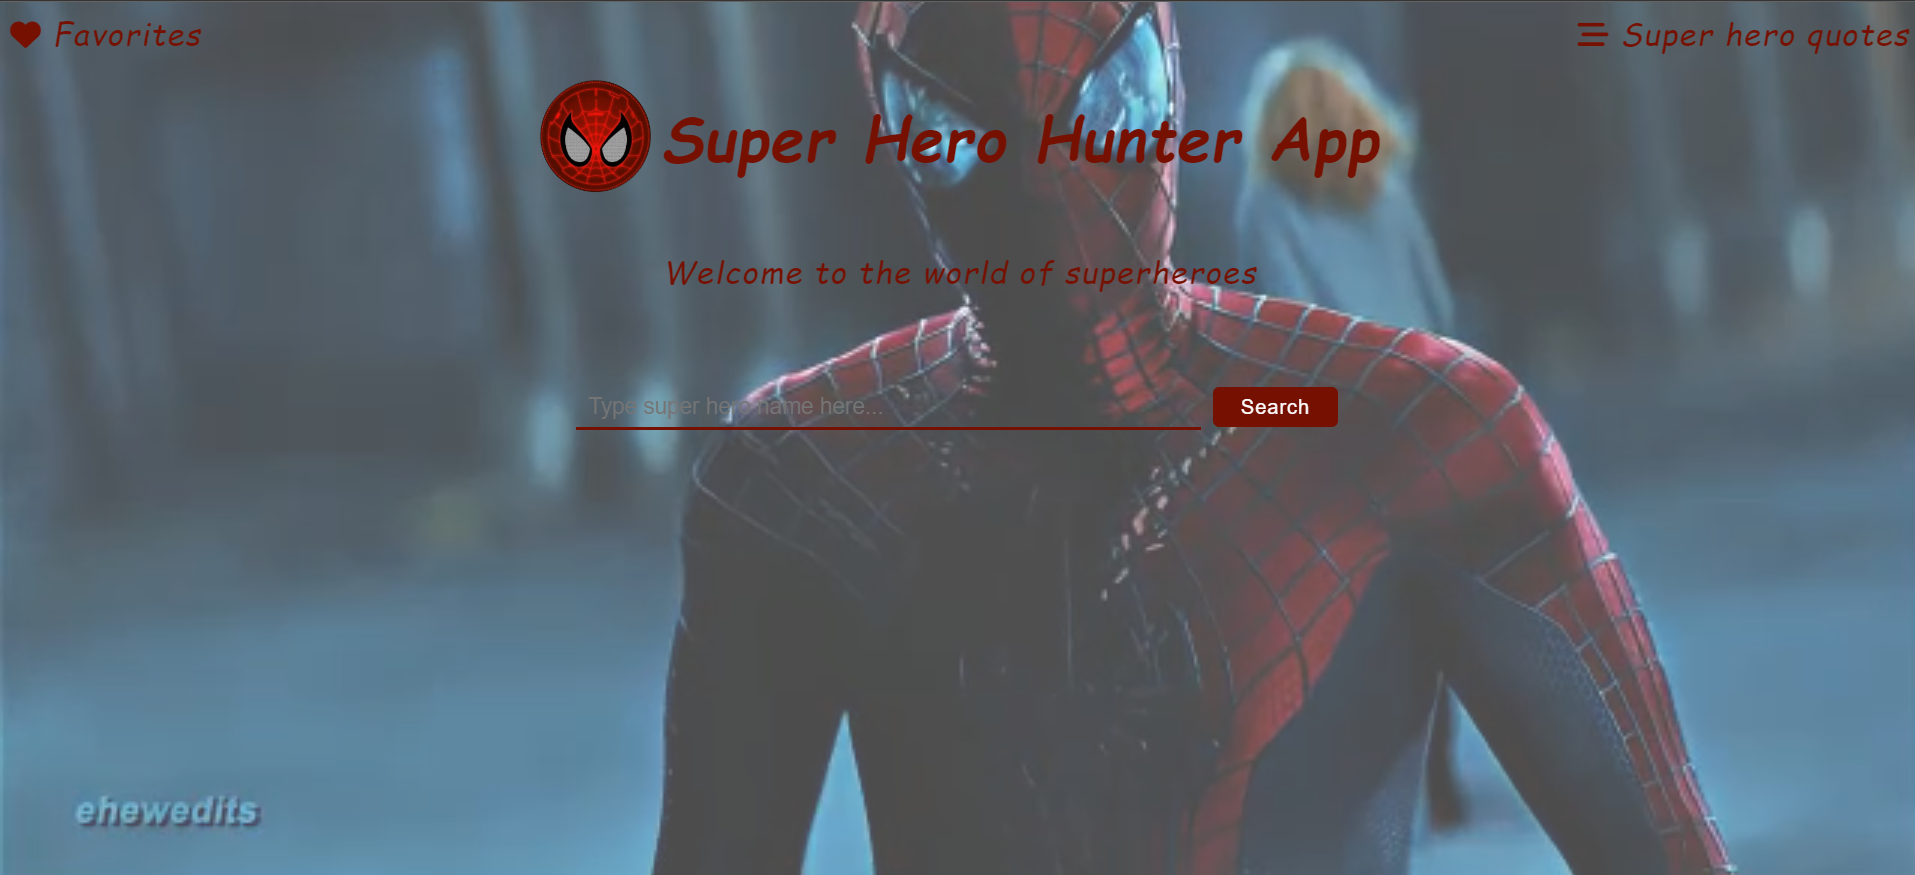 Favorites
Super hero quotes
Super Hero Hunter App
Welcome to the world of superheroes
Type super hero name here...
Search
ehewedits